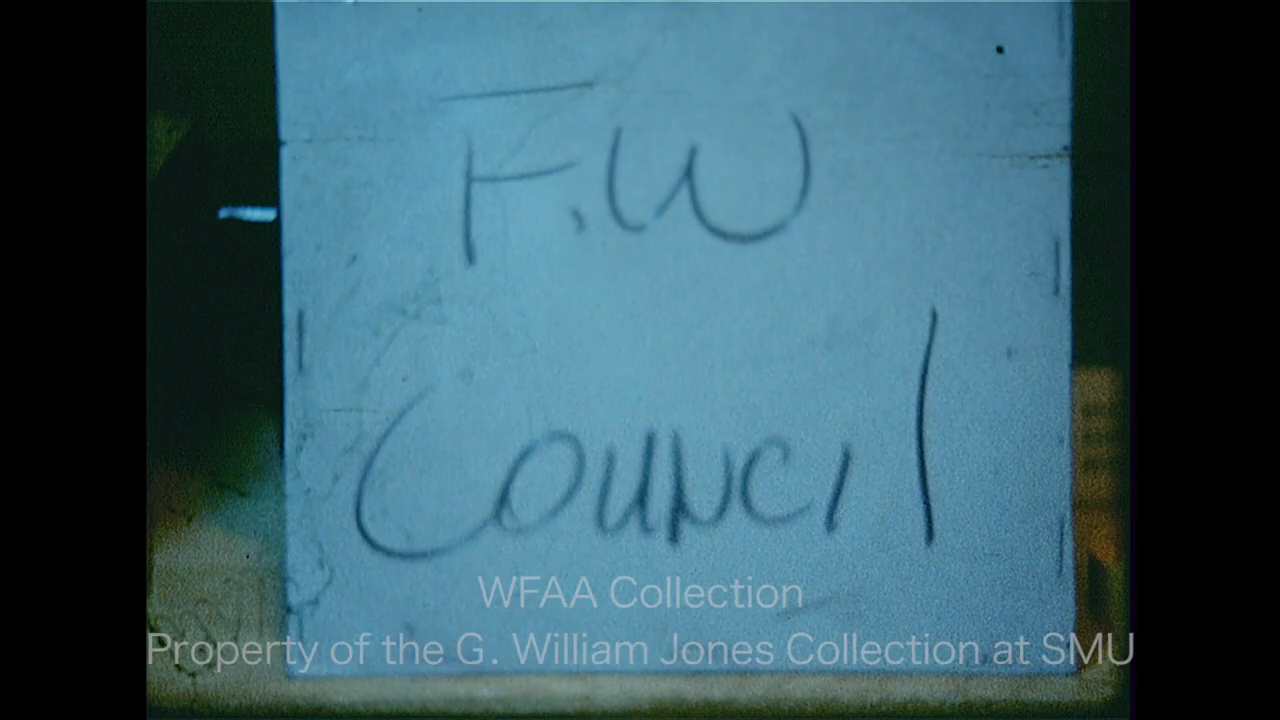 F.W
Council
WFAA Collection
Property of the G. William Jones Collection at SMU